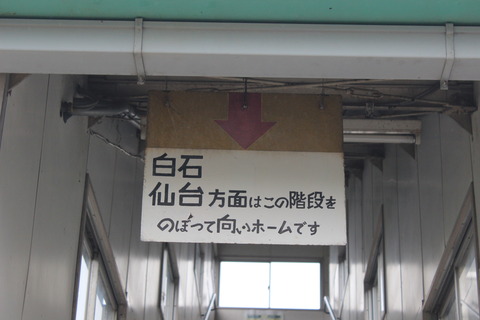 白石
仙台方面はこの階段を
のぼって向いホームです